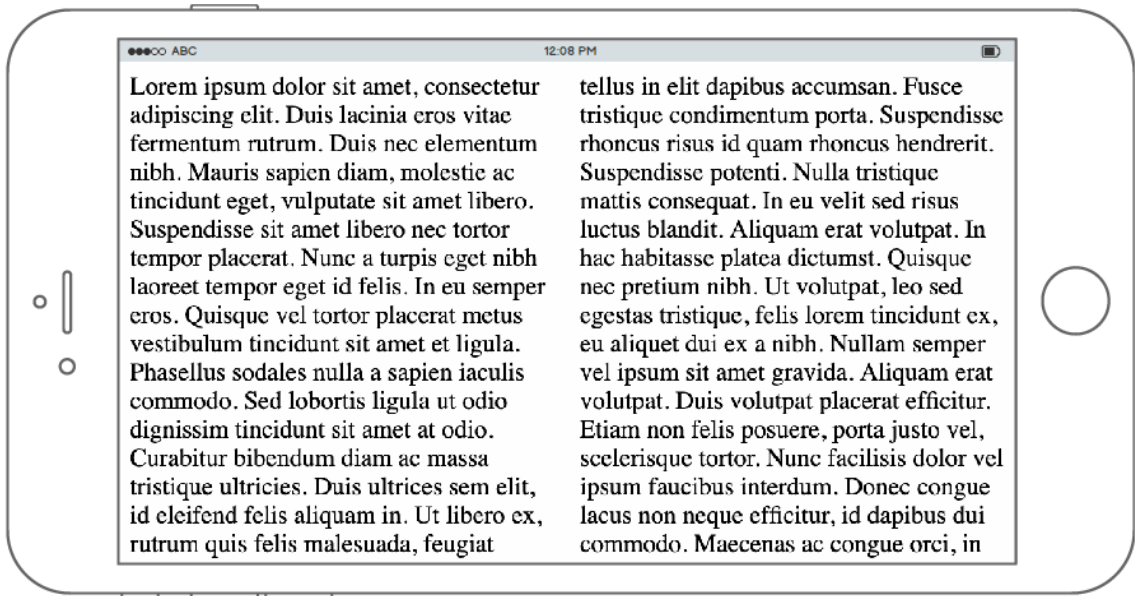 ABC 12:08 PM
Lorem ipsum dolor sit amet, consectetur
adipiscing elit. Duis lacinia eros vitae
fermentum rutrum. Duis nec elementum
nibh. Mauris sapien diam, molestie ac
tincidunt eget, vulputate sit amet libero.
Suspendisse sit amet libero nec tortor
tempor placerat. Nunc a turpis eget nibh
laoreet tempor eget id felis. In eu semper
eros. Quisque vel tortor placerat metus
vestibulum tincidunt sit amet et ligula.
Phasellus sodales nulla a sapien iaculis
commodo. Sed lobortis ligula ut odio
dignissim tincidunt sit amet at odio.
Curabitur bibendum diam ac massa
tristique ultricies. Duis ultrices sem elit,
id eleifend felis aliquam in. Ut libero ex,
rutrum quis felis malesuada, feugiat
tellus in elit dapibus accumsan. Fusce
tristique condimentum porta. Suspendisse
rhoncus risus id quam rhoncus hendrerit.
Suspendisse potenti. Nulla tristique
mattis consequat. In eu velit sed risus
luctus blandit. Aliquam erat volutpat. In
hac habitasse platea dictumst. Quisque
nec pretium nibh. Ut volutpat, leo sed
egestas tristique, felis lorem tincidunt ex,
eu aliquet dui ex a nibh. Nullam semper
vel ipsum sit amet gravida. Aliquam erat
volutpat. Duis volutpat placerat efficitur.
Etiam non felis posuere, porta justo vel,
scelerisque tortor. Nunc facilisis dolor vel
ipsum faucibus interdum. Donec congue
lacus non neque efficitur, id dapibus dui
commodo. Maecenas ac congue orci, in